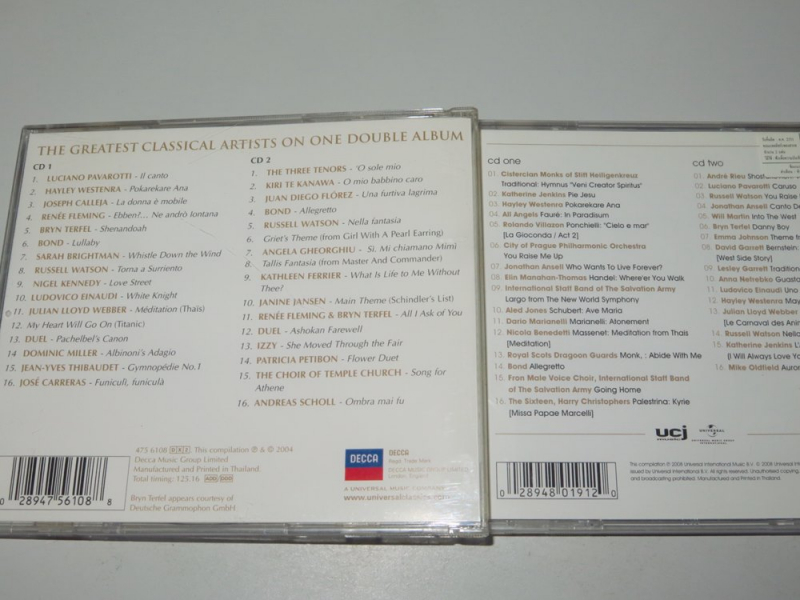 THE GREATEST CLASSICAL ARTISTS ON ONE DOUBLE ALBUM
CD 1
1. LUCIANO PAVAROTTI - Il canto
2. HAYLEY WESTENRA - Pokarekare Ana
3. JOSEPH CALLEJA - La donna è mobile
4. RENÉE FLEMING - Ebben?... Ne andrò lontana
5. BRYN TERFEL - Shenandoah
6. BOND - Lullaby
7. SARAH BRIGHTMAN - Whistle Down the Wind
8. RUSSELL WATSON - Torna a Surriento
9. NIGEL KENNEDY - Love Street
10. LUDOVICO EINAUDI - White Knight
11. JULIAN LLOYD WEBBER - Méditation (Thaïs)
12. My Heart Will Go On (Titanic)
13. DUEL - Pachelbel's Canon
14 DOMINIC MILLER - Albinoni's Adagio
15. JEAN-YVES THIBAUDET - Gymnopédie No.1
16. JOSÉ CARRERAS - Funiculì, funiculà
CD 2
1. THE THREE TENORS - 'O sole mio
2. KIRI TE KANAWA - O mio babbino caro
3. JUAN DIEGO FLÓREZ - Una furtiva lagrima
4. BOND - Allegretto
5. RUSSELL WATSON - Nella fantasia
6. Griet's Theme (from Girl With A Pearl Earring)
7. ANGELA GHEORGHIU - Sì. Mi chiamano Mimì
8. Tallis Fantasia (from Master And Commander)
9. KATHLEEN FERRIER - What Is Life to Me Without
Thee?
10. JANINE JANSEN - Main Theme (Schindler's List)
11. RENÉE FLEMING & BRYN TERFEL - All I Ask of You
12. DUEL - Ashokan Farewell
13. IZZY - She Moved Through the Fair
14. PATRICIA PETIBON - Flower Duet
15. THE CHOIR OF TEMPLE CHURCH - Song for
Athene
16. ANDREAS SCHOLL - Ombra mai fu
475 6108 This compilation ℗ & © 2004
Decca Music Group Limited
Manufactured and Printed in Thailand.
Total timing: 125.16
0 28947 56108 8
Bryn Terfel appears courtesy of
Deutsche Grammophon GmbH
DECCA
DECCA
DECCA MUSIC GROUP LIMITED
London, England
A UNIVERSAL MUSIC COMPANY
www.universalclassics.com
cd one
01. Cistercian Monks of Stift Heiligenkreuz
Traditional: Hymnus "Veni Creator Spiritus"
02. Katherine Jenkins Pie Jesu
03. Hayley Westenra Pokarekare Ana
04. All Angels Fauré: In Paradisum
05. Rolando Villazon Ponchielli: "Cielo e mar"
(La Gioconda / Act 2)
06. City of Prague Philharmonic Orchestra
You Raise Me Up
07. Jonathan Ansell Who Wants To Live Forever?
08. Elin Manahan-Thomas Handel: Where'er You Walk
09. International Staff Band of The Salvation Army
Largo from The New World Symphony
10. Aled Jones Schubert: Ave Maria
11. Dario Marianelli Marianelli: Atonement
12. Nicola Benedetti Massenet: Meditation from Thais
(Meditation)
13. Royal Scots Dragoon Guards Monk, : Abide With Me
14. Bond Allegretto
15. Fron Male Voice Choir, International Staff Band
of The Salvation Army Going Home
16. The Sixteen, Harry Christophers Palestrina: Kyrie
[Missa Papae Marcelli]
cd two
01. André Rieu
02. Luciano Pavarotti Caruso
03. Russell Watson You Raise
04. Jonathan Ansell Canto
05. Will Martin Into The West
06. Bryn Terfel
07. Emma Johnson Theme
08. David Garrett Bernstein
[West Side Story]
09. Lesley Garrett Tradition
10. Anna Netrebko
11. Ludovico Einaudi
12. Hayley Westenra
13. Julian Lloyd Webber
[Le Carnaval des
14. Russell Watson
15. Katherine Jenkins
(I Will Always Love
16. Mike Oldfield
ucj
UNIVERSAL
0 28948 01912 0